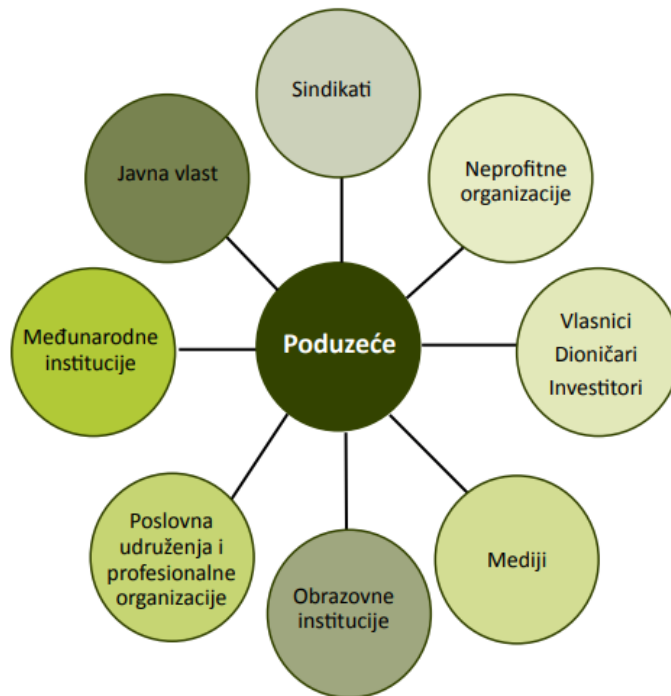 Sindikati
Javna vlast
Neprofitne
organizacije
Međunarodne
institucije
Poduzeće
Vlasnici
Dioničari
Investitori
Poslovna
udruženja i
profesionalne
organizacije
Obrazovne
institucije
Mediji